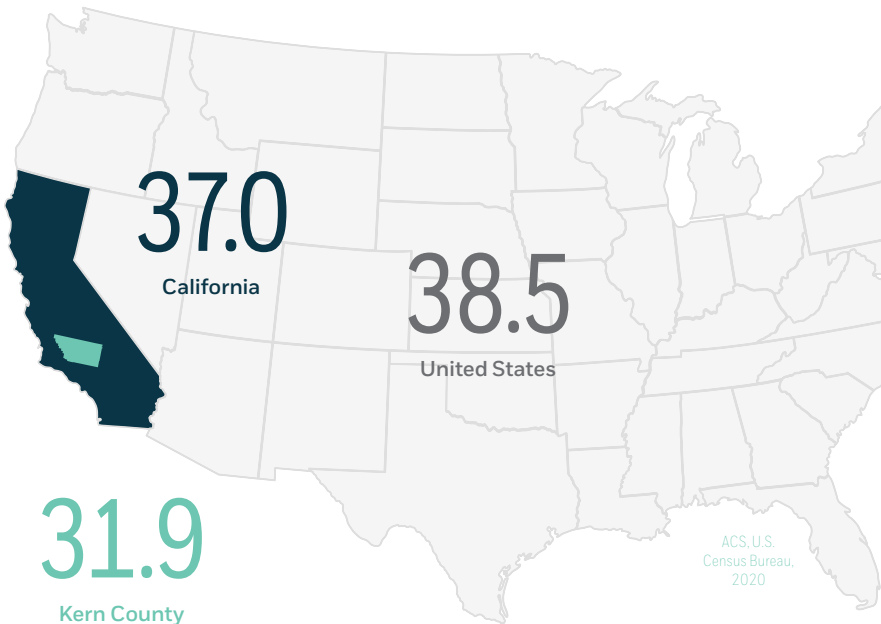 37.0
California
38.5
United States
31.9
Kern County
ACS, U.S.
Census Bureau,
2020